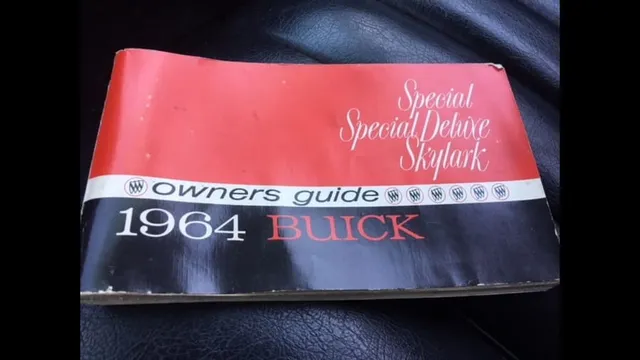 Special
Special Deluxe
Skylark
owners guide
1964 BUICK